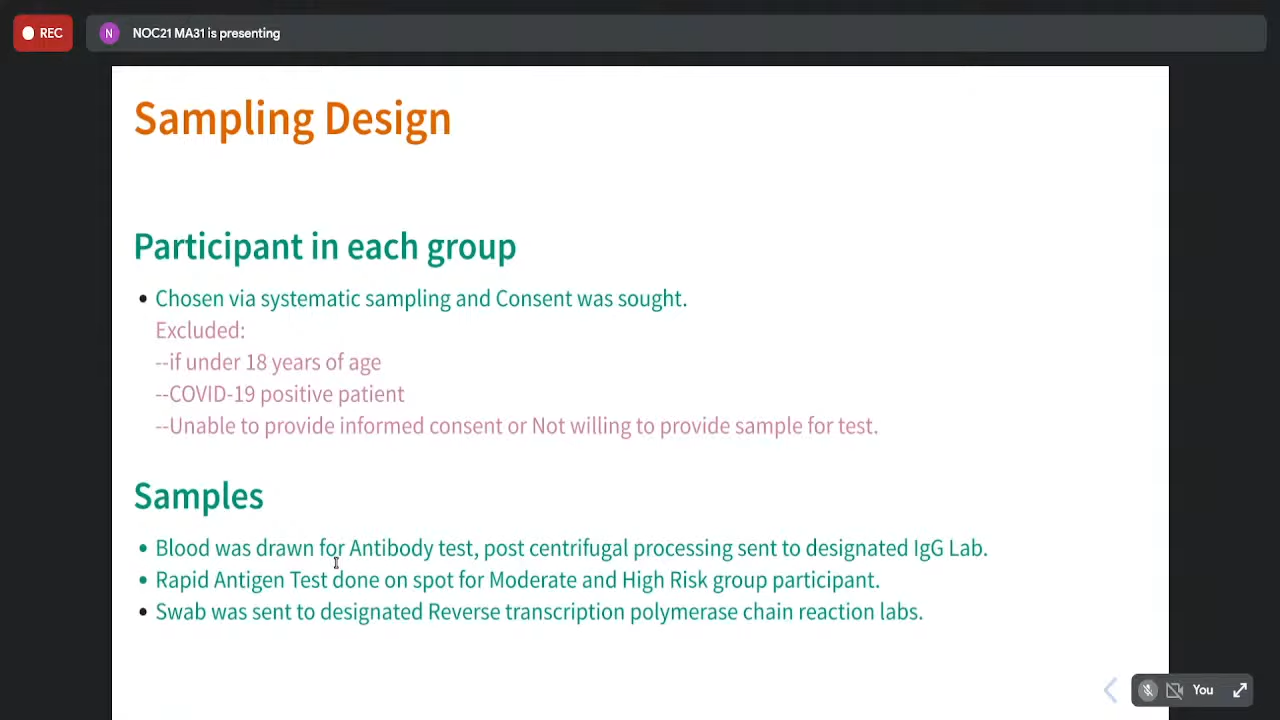 REC
N
NOC21 MA31 is presenting
Sampling Design
Participant in each group
• Chosen via systematic sampling and Consent was sought.
Excluded:
--if under 18 years of age
--COVID-19 positive patient
--Unable to provide informed consent or Not willing to provide sample for test.
Samples
• Blood was drawn for Antibody test, post centrifugal processing sent to designated IgG Lab.
• Rapid Antigen Test done on spot for Moderate and High Risk group participant.
• Swab was sent to designated Reverse transcription polymerase chain reaction labs.
You